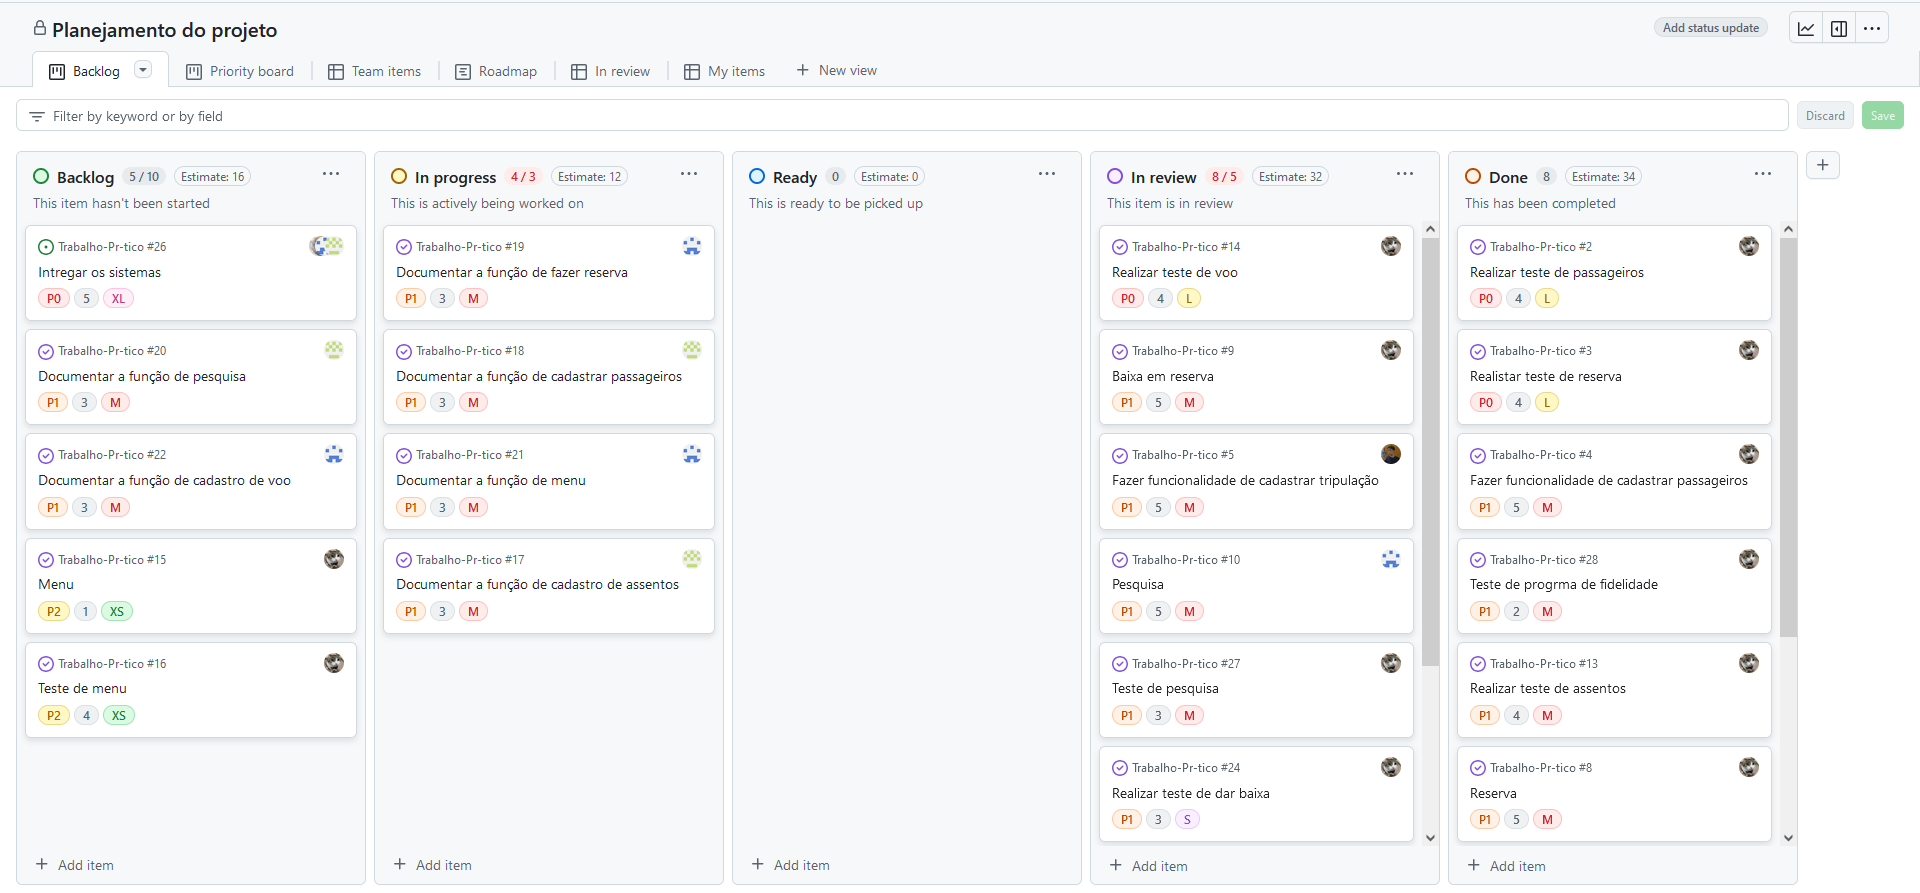 Planejamento do projeto
Add status update
Backlog
Priority board
Team items
Roadmap
In review
My items
New view
Filter by keyword or by field
Discard
Save
Backlog 5 / 10 Estimate: 16
This item hasn't been started
Trabalho-Pr-tico #26
Intregar os sistemas
P0 5 XL
Trabalho-Pr-tico #20
Documentar a função de pesquisa
P1 3 M
Trabalho-Pr-tico #22
Documentar a função de cadastro de voo
P1 3 M
Trabalho-Pr-tico #15
Menu
P2 1 XS
Trabalho-Pr-tico #16
Teste de menu
P2 4 XS
Add item
In progress 4 / 3 Estimate: 12
This is actively being worked on
Trabalho-Pr-tico #19
Documentar a função de fazer reserva
P1 3 M
Trabalho-Pr-tico #18
Documentar a função de cadastrar passageiros
P1 3 M
Trabalho-Pr-tico #21
Documentar a função de menu
P1 3 M
Trabalho-Pr-tico #17
Documentar a função de cadastro de assentos
P1 3 M
Add item
Ready 0 Estimate: 0
This is ready to be picked up
Add item
In review 8 / 5 Estimate: 32
This item is in review
Trabalho-Pr-tico #14
Realizar teste de voo
P0 4 L
Trabalho-Pr-tico #9
Baixa em reserva
P1 5 M
Trabalho-Pr-tico #5
Fazer funcionalidade de cadastrar tripulação
P1 5 M
Trabalho-Pr-tico #10
Pesquisa
P1 5 M
Trabalho-Pr-tico #27
Teste de pesquisa
P1 3 M
Trabalho-Pr-tico #24
Realizar teste de dar baixa
P1 3 S
Add item
Done 8 Estimate: 34
This has been completed
Trabalho-Pr-tico #2
Realizar teste de passageiros
P0 4 L
Trabalho-Pr-tico #3
Realistar teste de reserva
P0 4 L
Trabalho-Pr-tico #4
Fazer funcionalidade de cadastrar passageiros
P1 5 M
Trabalho-Pr-tico #28
Teste de progrma de fidelidade
P1 2 M
Trabalho-Pr-tico #13
Realizar teste de assentos
P1 4 M
Trabalho-Pr-tico #8
Reserva
P1 5 M
Add item